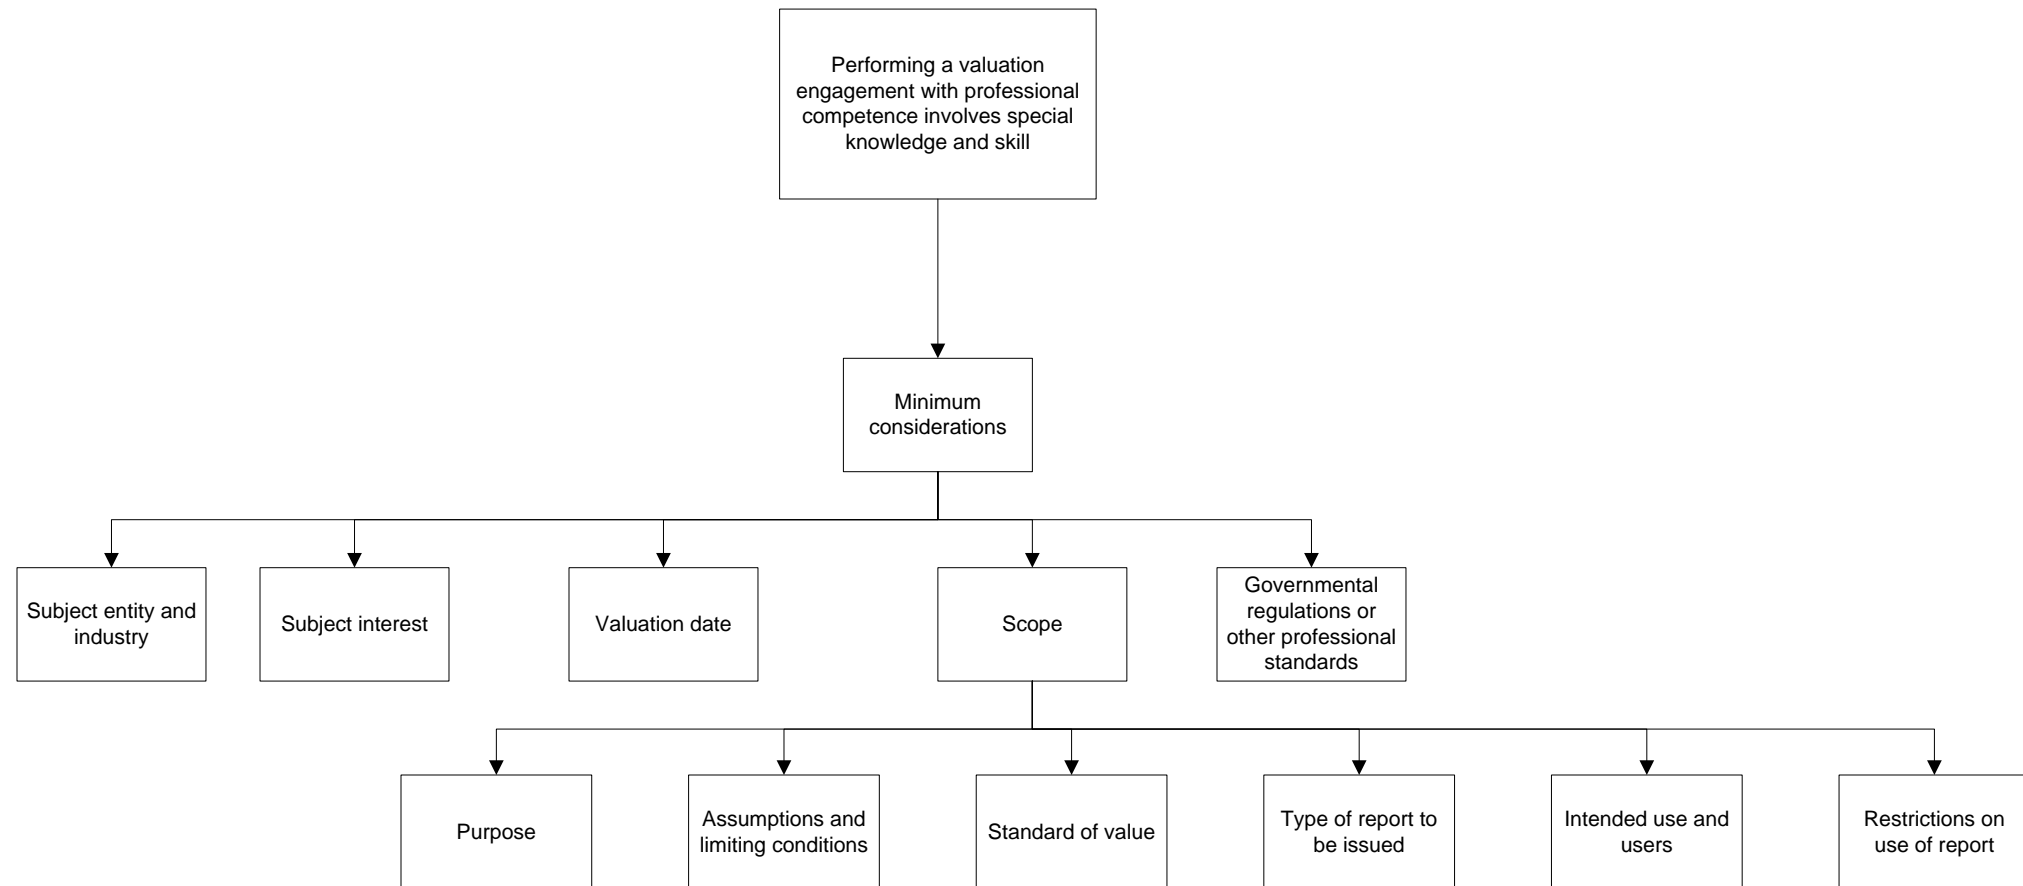 Performing a valuation
engagement with professional
competence involves special
knowledge and skill
Minimum
considerations
Subject entity and
industry
Subject interest
Valuation date
Scope
Governmental
regulations or
other professional
standards
Purpose
Assumptions and
limiting conditions
Standard of value
Type of report to
be issued
Intended use and
users
Restrictions on
use of report